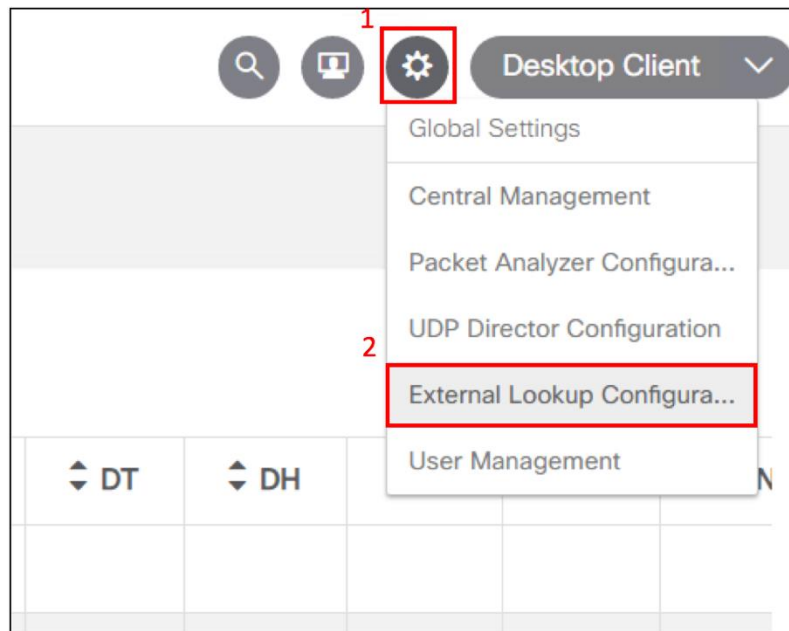 1
Desktop Client
Global Settings
Central Management
Packet Analyzer Configura...
UDP Director Configuration
2
External Lookup Configura...
User Management
DT DH N